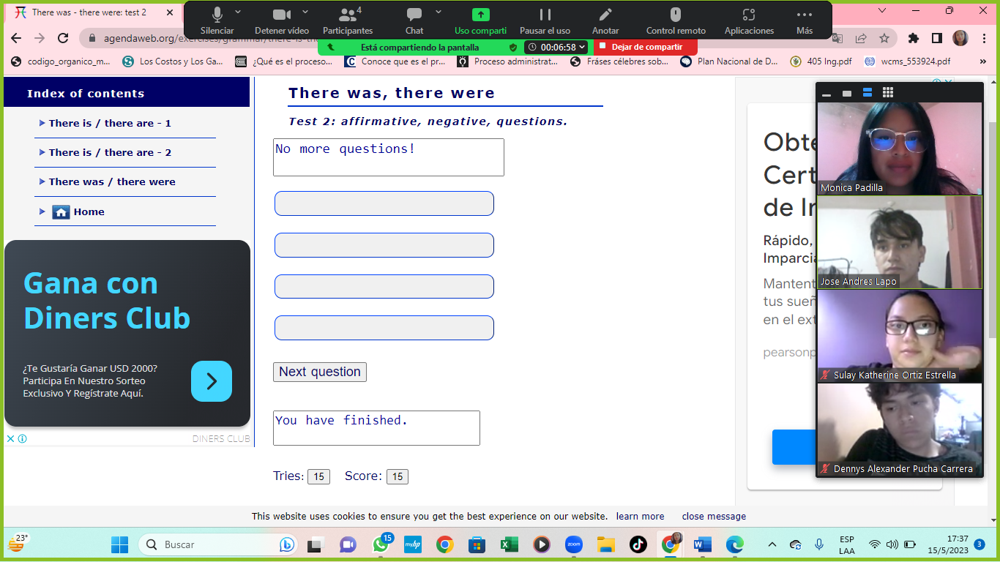 There was - there were: test 2
Silenciar
Detener vídeo
4
Participantes
Chat
Uso comparti
Pausar el uso
Anotar
Control remoto
Aplicaciones
Más
agendaweb.org/exercises/grammar/there-is-th
Está compartiendo la pantalla
00:06:58
Dejar de compartir
codigo_organico_m...
Los Costos y Los Ga...
¿Qué es el proceso...
Conoce que es el pr...
Proceso administrat...
Fráses célebres sob...
Plan Nacional de D...
405 Ing.pdf
wcms_553924.pdf
»
Index of contents
There is / there are - 1
There is / there are - 2
There was / there were
Home
Gana con
Diners Club
¿Te Gustaría Ganar USD 2000?
Participa En Nuestro Sorteo
Exclusivo Y Regístrate Aquí.
DINERS CLUB
There was, there were
Test 2: affirmative, negative, questions.
No more questions!
Next question
You have finished.
Tries: 15 Score: 15
Obte
Cert
de In
Rápido,
Imparcia
Mantent
tus sueñ
en el ext
pearsonp
Monica Padilla
Jose Andres Lapo
Sulay Katherine Ortiz Estrella
Dennys Alexander Pucha Carrera
This website uses cookies to ensure you get the best experience on our website. learn more close message
23°
Buscar
15
myhp
zoom
ESP
LAA
17:37
15/5/2023
3